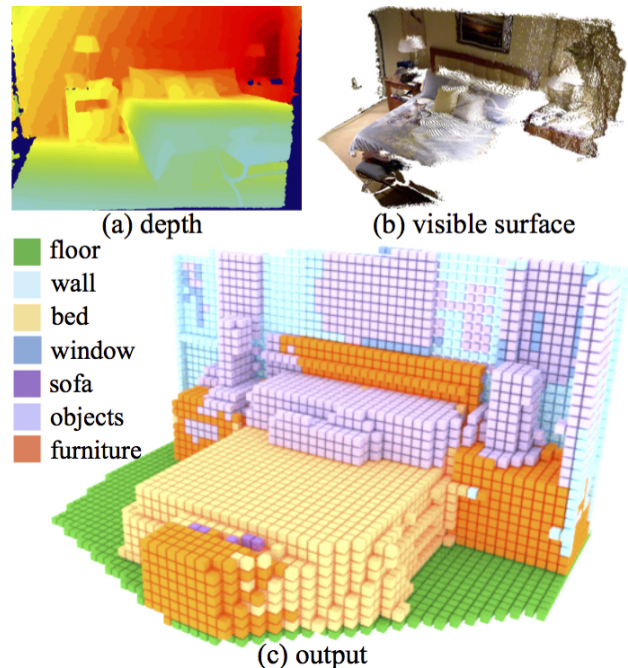 (a) depth
(b) visible surface
floor
wall
bed
window
sofa
objects
furniture
(c) output